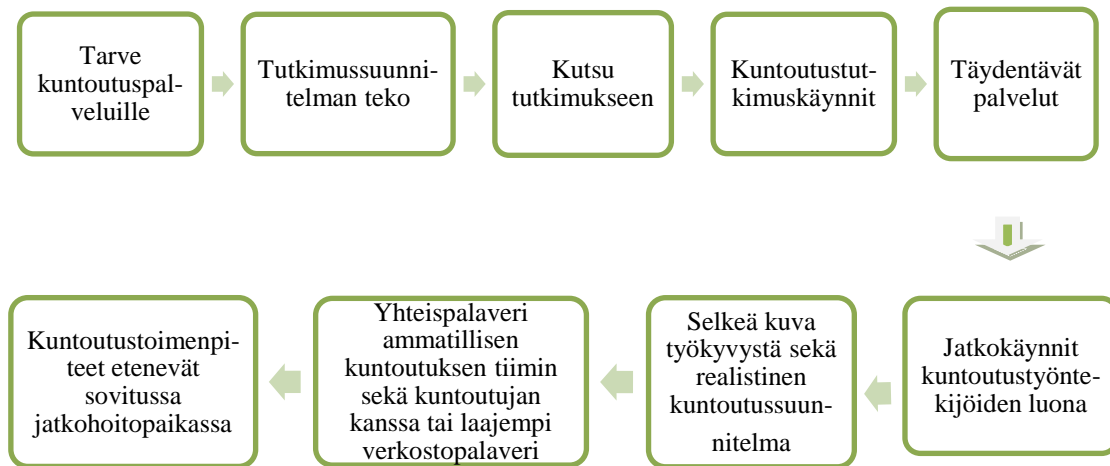 Tarve
kuntoutuspal-
veluille
Tutkimussuunni-
telman teko
Kutsu
tutkimukseen
Kuntoutustut-
kimuskäynnit
Täydentävät
palvelut
Jatkokäynnit
kuntoutustyönte-
kijöiden luona
Selkeä kuva
työkyvystä sekä
realistinen
kuntoutussuun-
nitelma
Yhteispalaveri
ammatillisen
kuntoutuksen tiimin
sekä kuntoutujan
kanssa tai laajempi
verkostopalaveri
Kuntoutustoimenpi-
teet etenevät
sovitussa
jatkohoitopaikassa